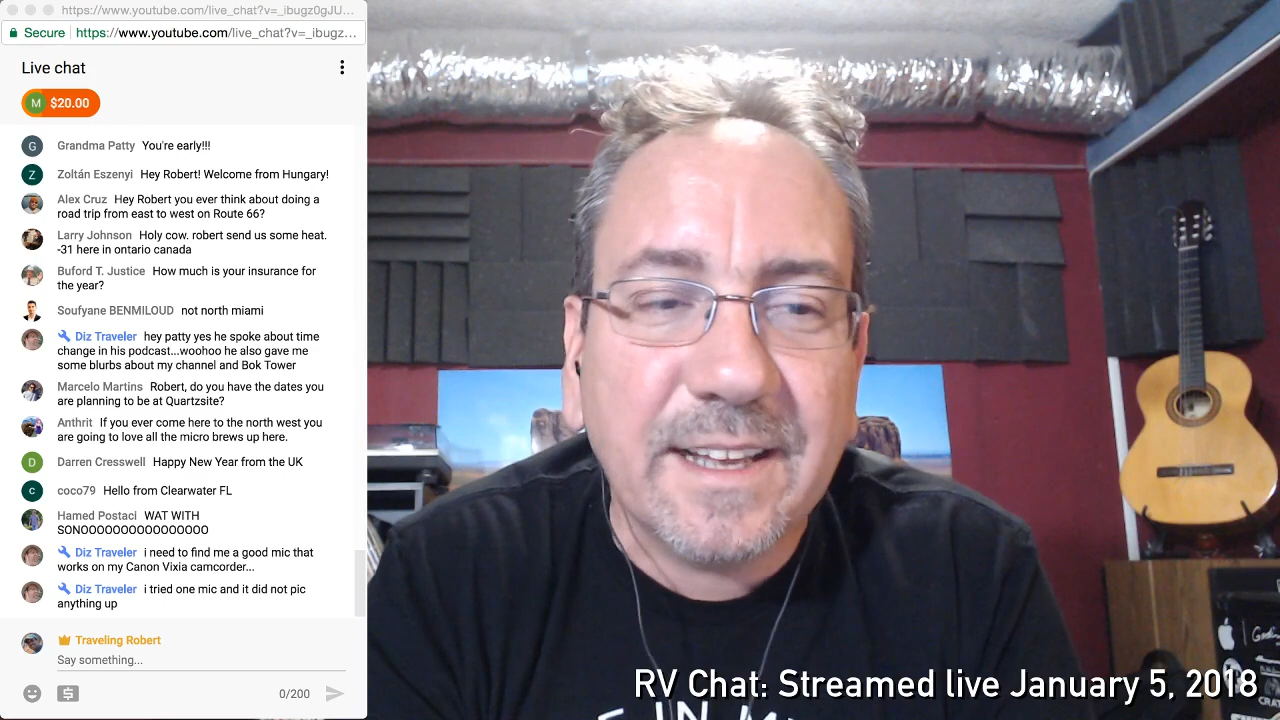 https://www.youtube.com/live_chat?v=_ibugz0gJU...
Secure https://www.youtube.com/live_chat?v=_ibugz...
Live chat
M $20.00
G Grandma Patty You're early!!!
Z Zoltán Eszenyi Hey Robert! Welcome from Hungary!
Alex Cruz Hey Robert you ever think about doing a
road trip from east to west on Route 66?
Larry Johnson Holy cow. robert send us some heat.
-31 here in ontario canada
Buford T. Justice How much is your insurance for
the year?
Soufyane BENMILOUD not north miami
Diz Traveler hey patty yes he spoke about time
change in his podcast...woohoo he also gave me
some blurbs about my channel and Bok Tower
Marcelo Martins Robert, do you have the dates you
are planning to be at Quartzsite?
Anthrit If you ever come here to the north west you
are going to love all the micro brews up here.
D Darren Cresswell Happy New Year from the UK
c coco79 Hello from Clearwater FL
Hamed Postaci WAT WITH
SONOOOOOOOOOOOOOOO
Diz Traveler i need to find me a good mic that
works on my Canon Vixia camcorder...
Diz Traveler i tried one mic and it did not pic
anything up
Traveling Robert
Say something...
0/200
RV Chat: Streamed live January 5, 2018